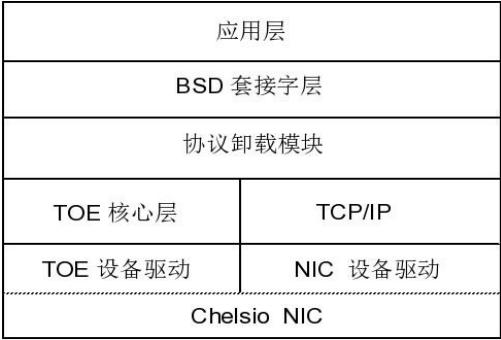 应用层
BSD 套接字层
协议卸载模块
TOE 核心层
TCP/IP
TOE 设备驱动
NIC 设备驱动
Chelsio NIC